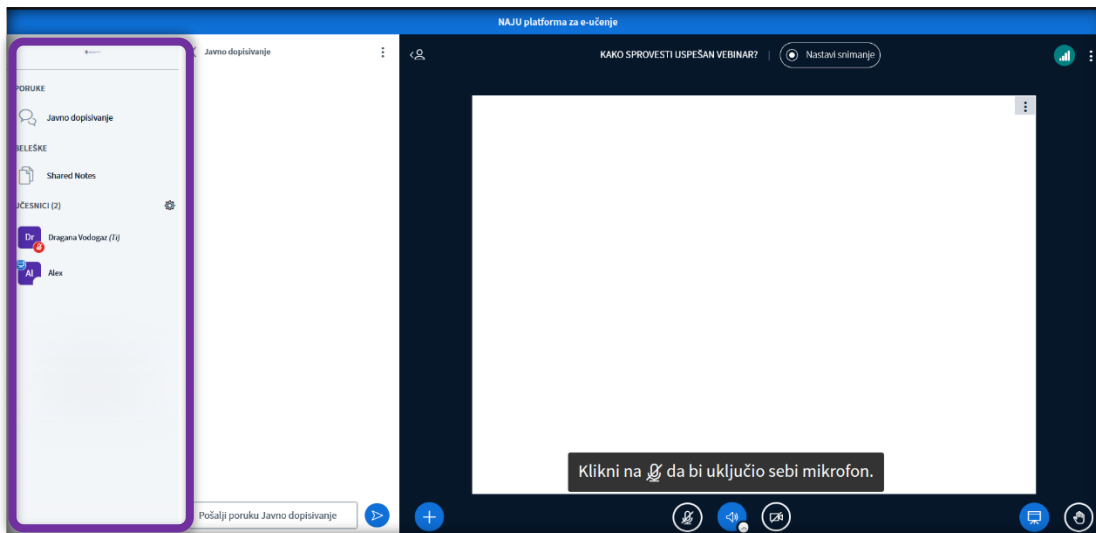 NAJU platforma za e-učenje
PORUKE
Javno dopisivanje
BELEŠKE
Shared Notes
UČESNICI (2)
Dr
Dragana Vodogaz (Ti)
Al
Alex
Javno dopisivanje
Pošalji poruku Javno dopisivanje
KAKO SPROVESTI USPEŠAN VEBINAR? | Nastavi snimanje
Klikni na da bi uključio sebi mikrofon.